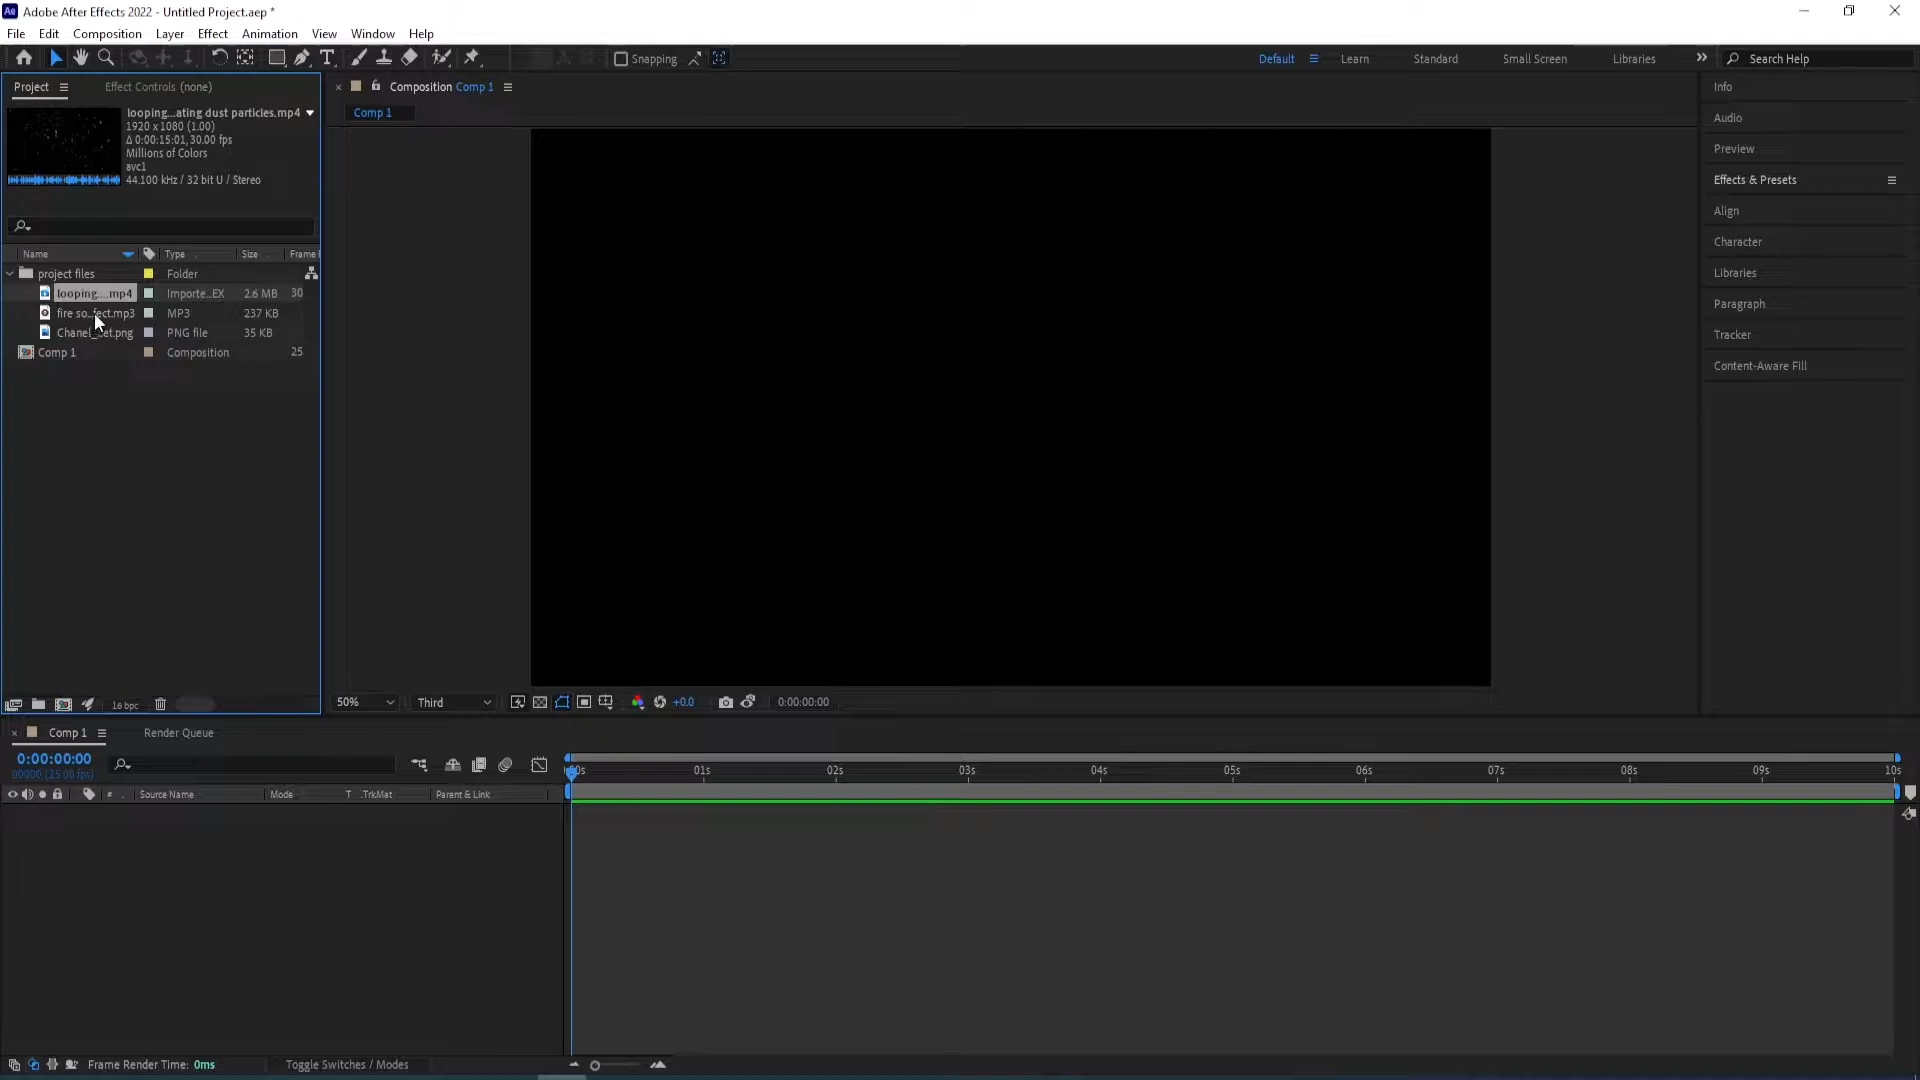 Adobe After Effects 2022 - Untitled Project.aep *
File Edit Composition Layer Effect Animation View Window Help
Snapping
Default Learn Standard Small Screen Libraries Search Help
Project Effect Controls (none)
looping...ating dust particles.mp4
1920 x 1080 (1.00)
Δ 0:00:15:01, 30.00 fps
Millions of Colors
avc1
44.100 kHz / 32 bit U / Stereo
Name Type Size Frame
project files Folder
looping....mp4 Importe...EX 2.6 MB 30
MP3 237 KB
PNG file 35 KB
Comp 1 Composition 25
16 bpc
Composition Comp 1
Comp 1
50% Third +0.0 0:00:00:00
Info
Audio
Preview
Effects & Presets
Align
Character
Libraries
Paragraph
Tracker
Content-Aware Fill
Comp 1 Render Queue
0:00:00:00
00000 (25.00 fps)
01s 02s 03s 04s 05s 06s 07s 08s 09s 10s
# Source Name Mode T .TrkMat Parent & Link
Frame Render Time: 0ms Toggle Switches / Modes